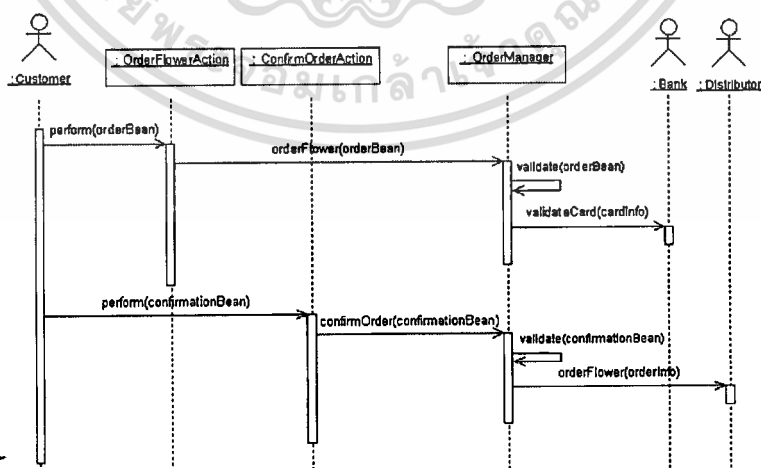 : Customer
: OrderFlowerAction
: ConfirmOrderAction
: OrderManager
: Bank
: Distributor
perform(orderBean)
orderFlower(orderBean)
validate(orderBean)
validateCard(cardInfo)
perform(confirmationBean)
confirmOrder(confirmationBean)
validate(confirmationBean)
orderFlower(orderInfo)